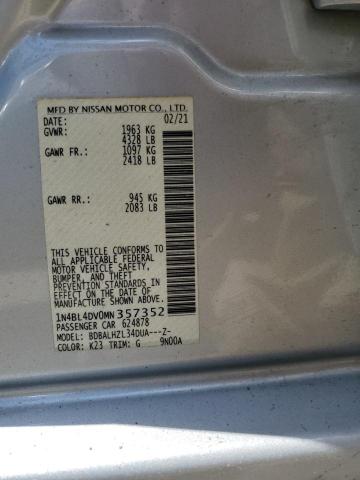 MFD BY NISSAN MOTOR CO., LTD.
DATE: 02/21
GVWR: 1963 KG
4328 LB
GAWR FR: 1097 KG
2418 LB
GAWR RR: 945 KG
2083 LB
THIS VEHICLE CONFORMS TO
ALL APPLICABLE FEDERAL
MOTOR VEHICLE SAFETY,
BUMPER, AND THEFT
PREVENTION STANDARDS IN
EFFECT ON THE DATE OF
MANUFACTURE SHOWN ABOVE.
1N4BL4DV0MN357352
PASSENGER CAR 624878
MODEL: BDBALHZL34DUA---Z-
COLOR: K23 TRIM: G 9N00A